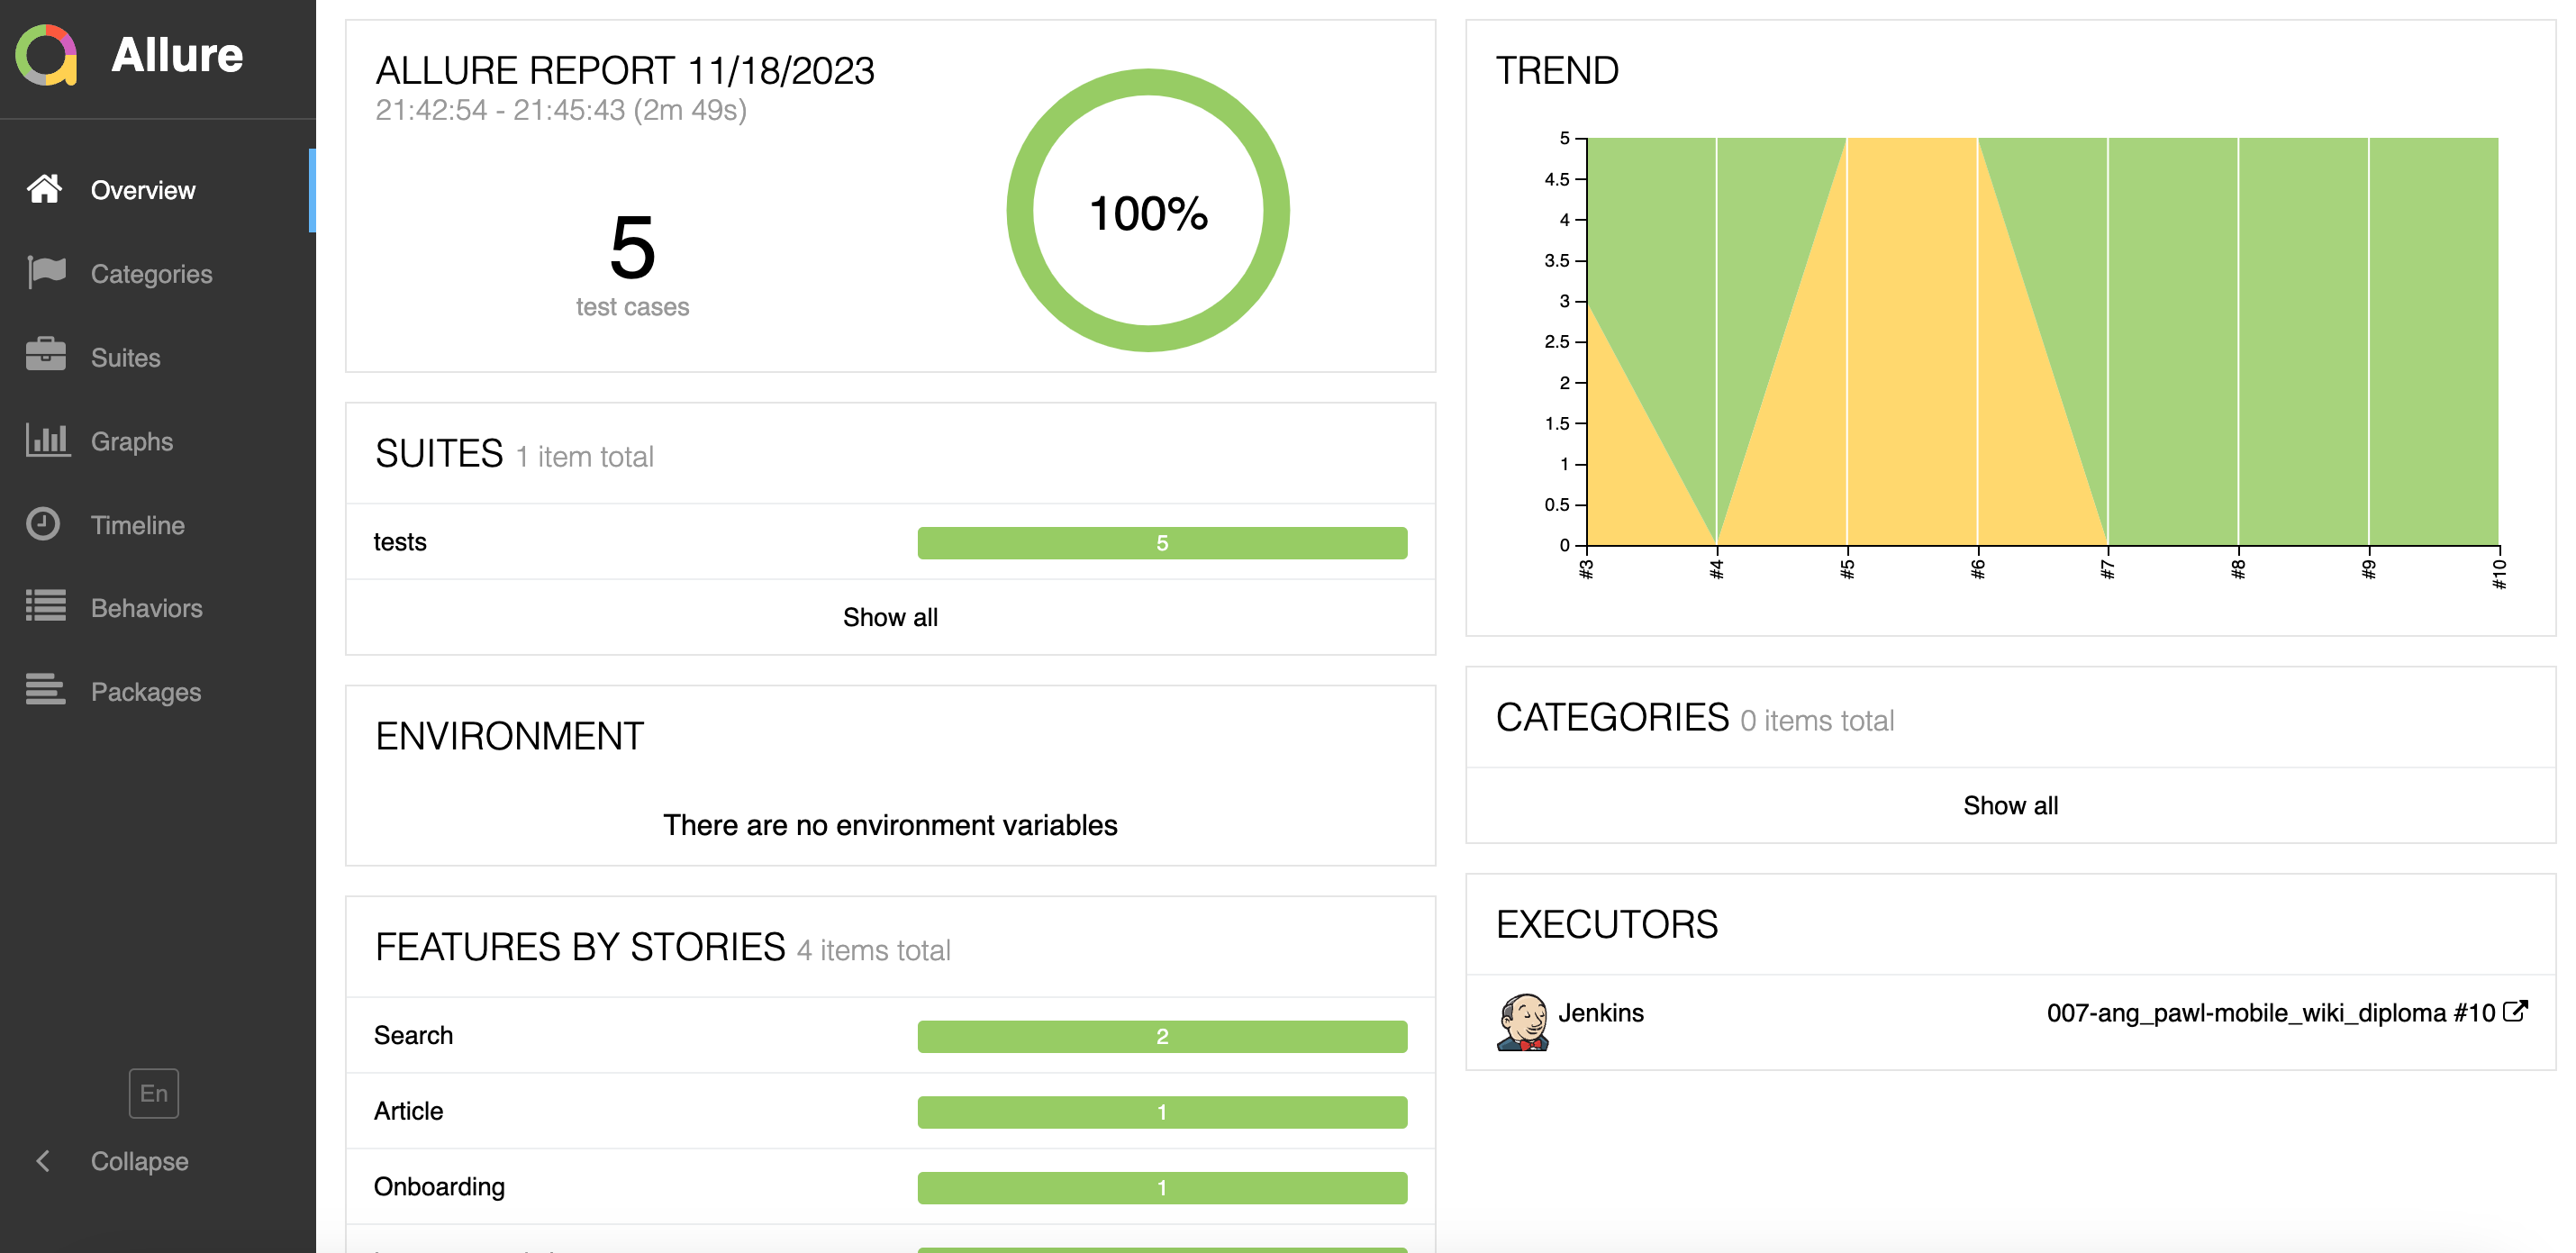 Allure
Overview
Categories
Suites
Graphs
Timeline
Behaviors
Packages
En
Collapse
ALLURE REPORT 11/18/2023
21:42:54 - 21:45:43 (2m 49s)
5
test cases
100%
SUITES 1 item total
tests 5
Show all
ENVIRONMENT
There are no environment variables
FEATURES BY STORIES 4 items total
Search 2
Article 1
Onboarding 1
TREND
5
4.5
4
3.5
3
2.5
2
1.5
1
0.5
0
#3 #4 #5 #6 #7 #8 #9 #10
CATEGORIES 0 items total
Show all
EXECUTORS
Jenkins 007-ang_pawl-mobile_wiki_diploma #10